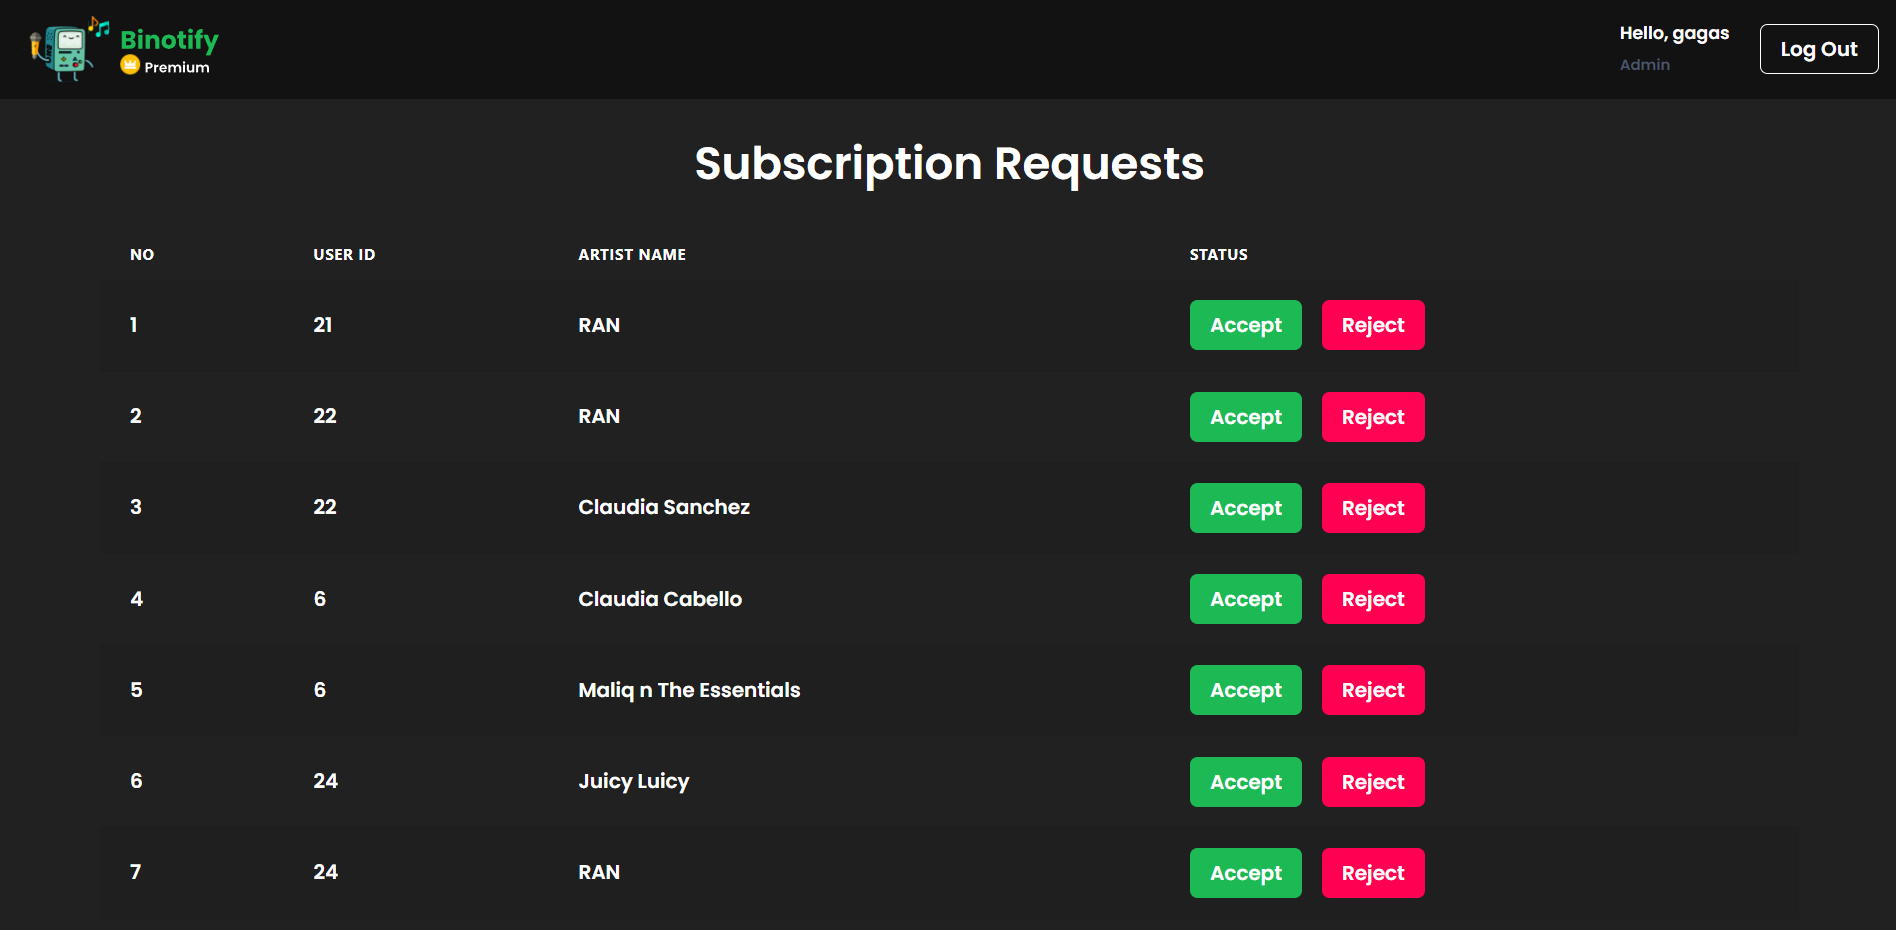 Binotify
Premium
Hello, gagas
Admin
Log Out
Subscription Requests
NO USER ID ARTIST NAME STATUS
1 21 RAN Accept Reject
2 22 RAN Accept Reject
3 22 Claudia Sanchez Accept Reject
4 6 Claudia Cabello Accept Reject
5 6 Maliq n The Essentials Accept Reject
6 24 Juicy Luicy Accept Reject
7 24 RAN Accept Reject